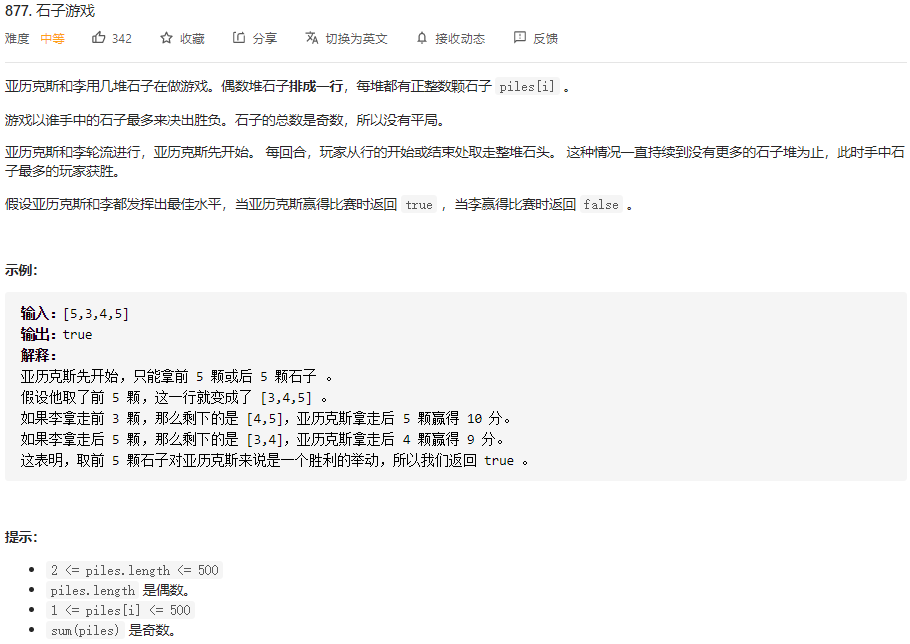 877. 石子游戏
难度 中等 342 收藏 分享 切换为英文 接收动态 反馈
亚历克斯和李用几堆石子在做游戏。偶数堆石子排成一行，每堆都有正整数颗石子 piles[i] 。
游戏以谁手中的石子最多来决出胜负。石子的总数是奇数，所以没有平局。
亚历克斯和李轮流进行，亚历克斯先开始。 每回合，玩家从行的开始或结束处取走整堆石头。 这种情况一直持续到没有更多的石子堆为止，此时手中石
子最多的玩家获胜。
假设亚历克斯和李都发挥出最佳水平，当亚历克斯赢得比赛时返回 true ，当李赢得比赛时返回 false 。
示例：
输入：[5,3,4,5]
输出：true
解释：
亚历克斯先开始，只能拿前 5 颗或后 5 颗石子 。
假设他取了前 5 颗，这一行就变成了 [3,4,5] 。
如果李拿走前 3 颗，那么剩下的是 [4,5]，亚历克斯拿走后 5 颗赢得 10 分。
如果李拿走后 5 颗，那么剩下的是 [3,4]，亚历克斯拿走后 4 颗赢得 9 分。
这表明，取前 5 颗石子对亚历克斯来说是一个胜利的举动，所以我们返回 true 。
提示：
2 <= piles.length <= 500
piles.length 是偶数。
1 <= piles[i] <= 500
sum(piles) 是奇数。